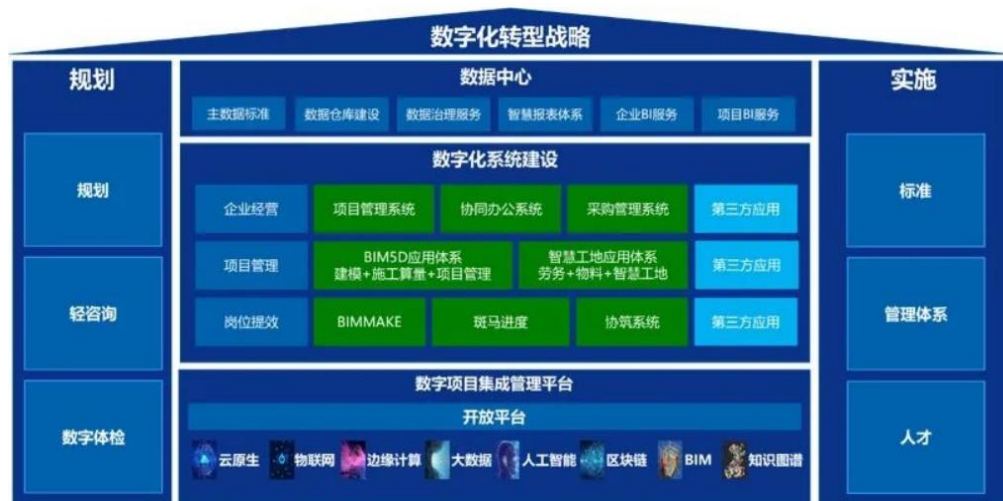 数字化转型战略
规划
规划
轻咨询
数字体检
数据中心
主数据标准
数据仓库建设
数据治理服务
智慧报表体系
企业BI服务
项目BI服务
数字化系统建设
企业经营
项目管理系统
协同办公系统
采购管理系统
第三方应用
项目管理
BIM5D应用体系
建模+施工算量+项目管理
智慧工地应用体系
劳务+物料+智慧工地
第三方应用
岗位提效
BIMMAKE
斑马进度
协筑系统
第三方应用
数字项目集成管理平台
开放平台
云原生
物联网
边缘计算
大数据
人工智能
区块链
BIM
知识图谱
实施
标准
管理体系
人才